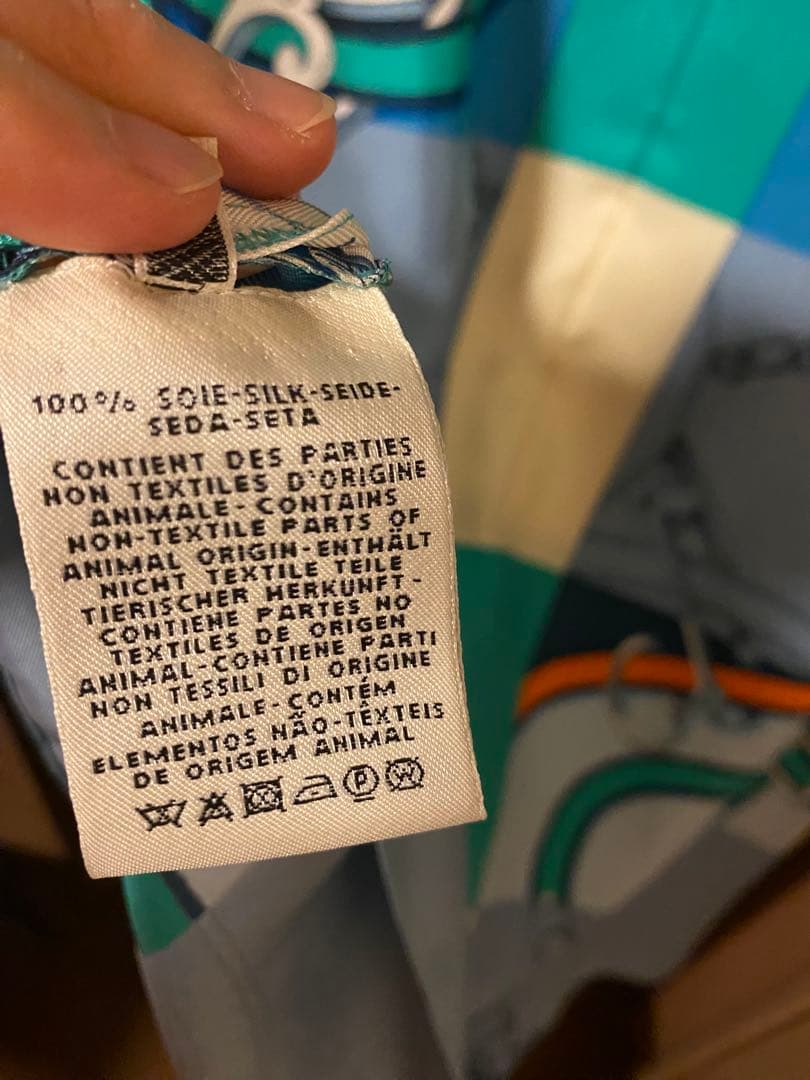 100% SOIE-SILK-SEIDE-
SEDA-SETA
CONTIENT DES PARTIES
NON TEXTILES D'ORIGINE
ANIMALE-CONTAINS
NON-TEXTILE PARTS OF
ANIMAL ORIGIN-ENTHÄLT
NICHT TEXTILE TEILE
TIERISCHER HERKUNFT-
CONTIENE PARTES NO
TEXTILES DE ORIGEN
ANIMAL-CONTIENE PARTI
NON TESSILI DI ORIGINE
ANIMALE-CONTÉM
ELEMENTOS NÃO-TÊXTEIS
DE ORIGEM ANIMAL
P W